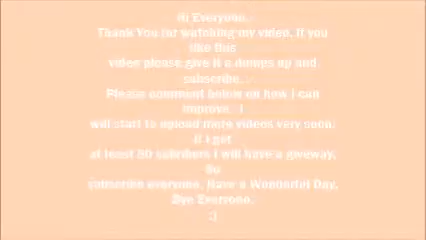 Hi Everyone..
Thank You for watching my video. If you
like this
video please give it a thumps up and
subscribe...
Please comment below on how I can
improve. I
will start to upload more videos very soon.
If I get
at least 50 subribers I will have a giveway.
So
subscribe everyone. Have a Wonderful Day.
Bye Everyone.
:)